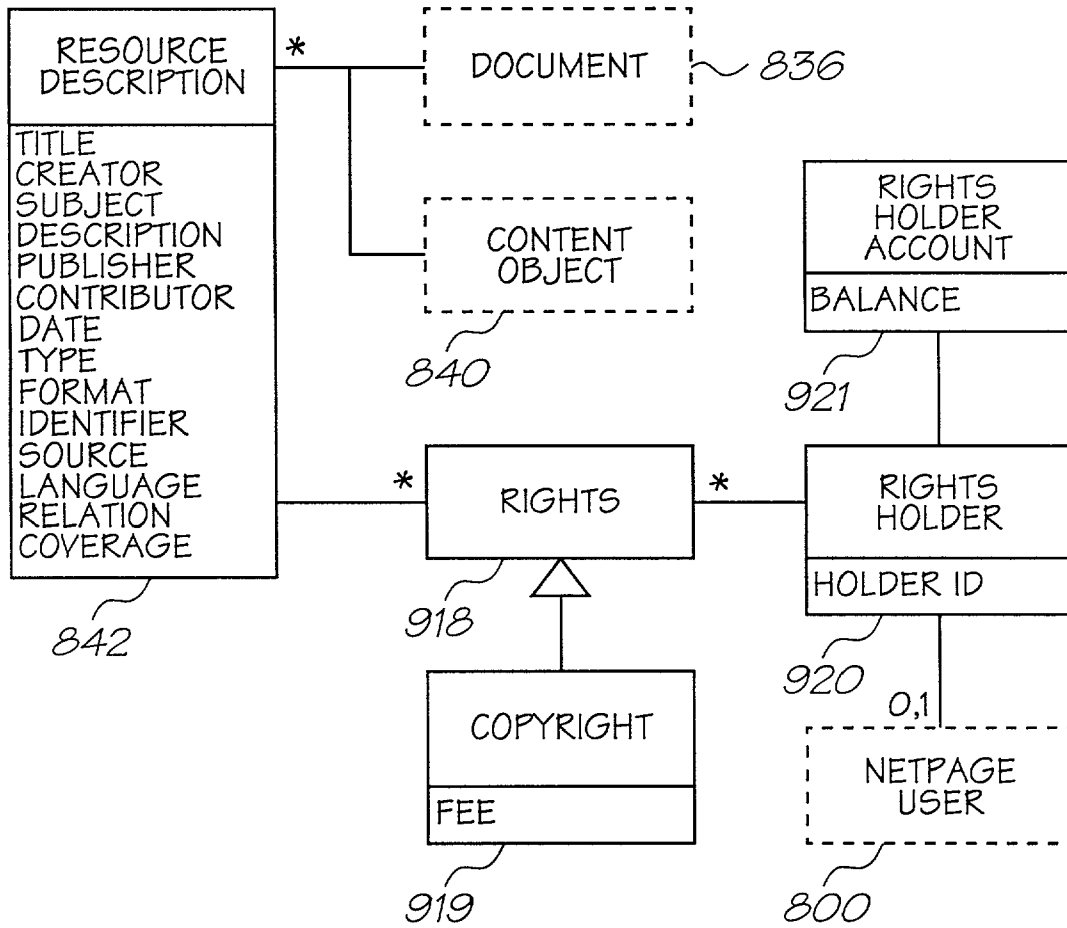 RESOURCE
DESCRIPTION
*
TITLE
CREATOR
SUBJECT
DESCRIPTION
PUBLISHER
CONTRIBUTOR
DATE
TYPE
FORMAT
IDENTIFIER
SOURCE
LANGUAGE
RELATION
COVERAGE
842
DOCUMENT
836
CONTENT
OBJECT
840
RIGHTS
HOLDER
ACCOUNT
BALANCE
921
*
RIGHTS
*
918
RIGHTS
HOLDER
HOLDER ID
920
COPYRIGHT
FEE
919
0,1
NETPAGE
USER
800